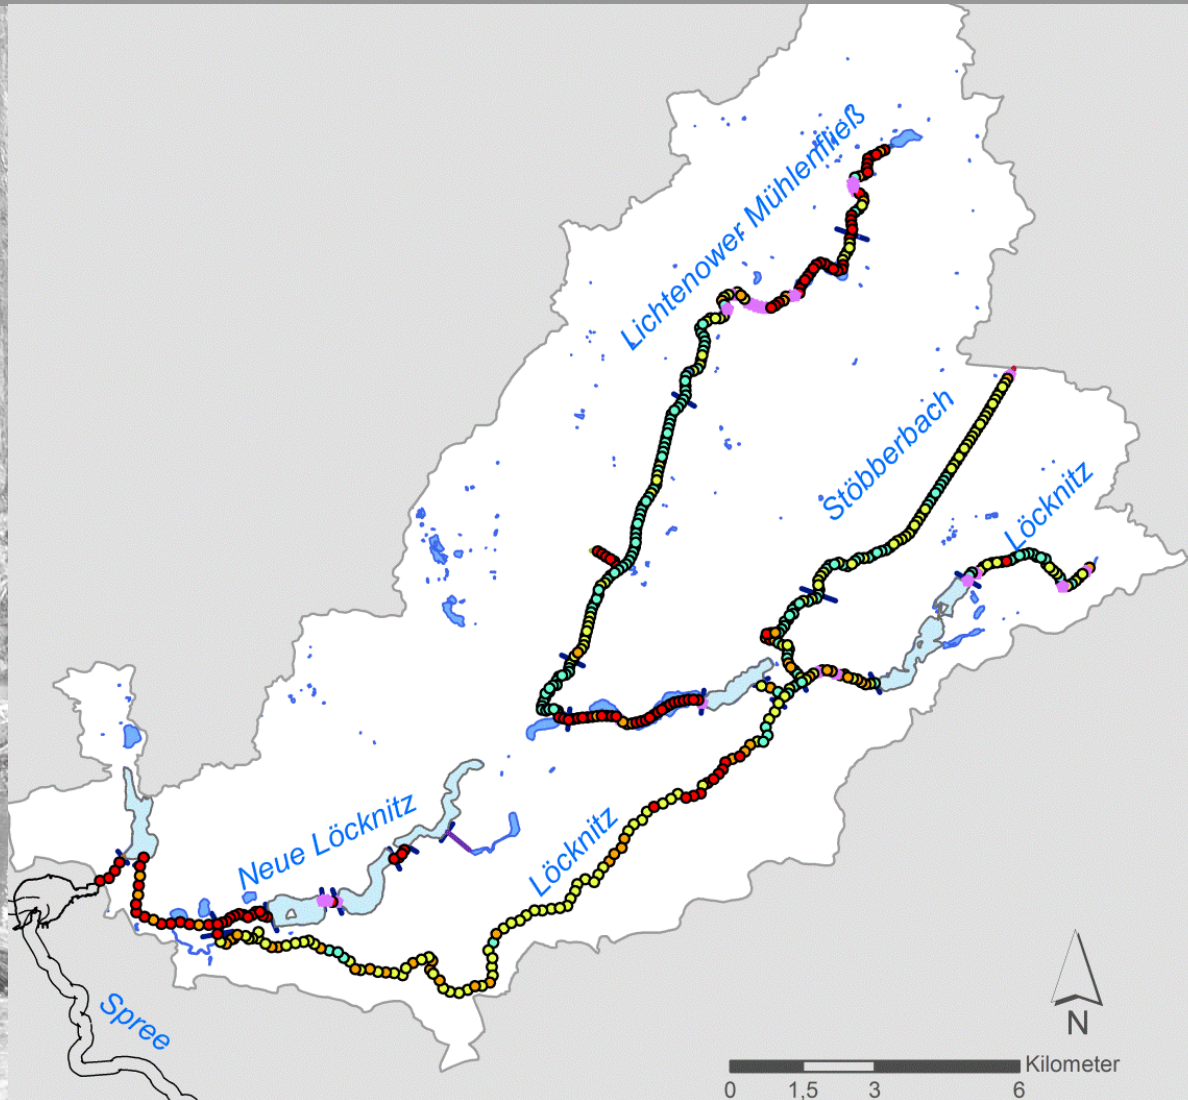 Lichtenower Mühlenfließ
Stöbberbach
Löcknitz
Neue Löcknitz
Löcknitz
Spree
N
Kilometer
0 1,5 3 6